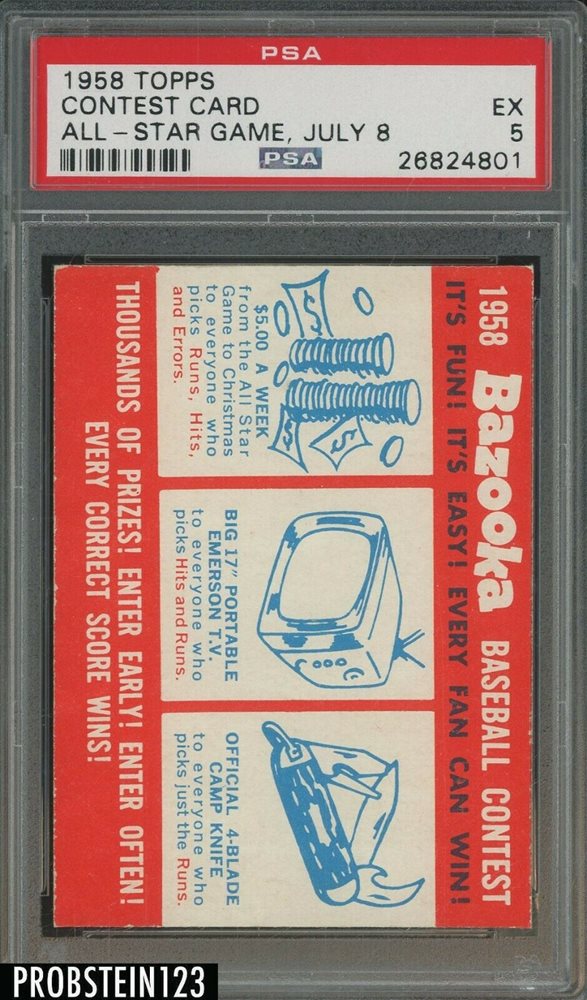 PSA
1958 TOPPS
CONTEST CARD EX
ALL-STAR GAME, JULY 8 5
PSA 26824801
1958 Bazooka BASEBALL CONTEST
IT'S FUN! IT'S EASY! EVERY FAN CAN WIN!
$ $
$ $
$5.00 A WEEK
from the All Star
Game to Christmas
to everyone who
picks Runs, Hits,
and Errors.
BIG 17" PORTABLE
EMERSON T.V.
to everyone who
picks Hits and Runs.
OFFICIAL 4-BLADE
CAMP KNIFE
to everyone who
picks just the Runs.
THOUSANDS OF PRIZES! ENTER EARLY! ENTER OFTEN!
EVERY CORRECT SCORE WINS!
PROBSTEIN123